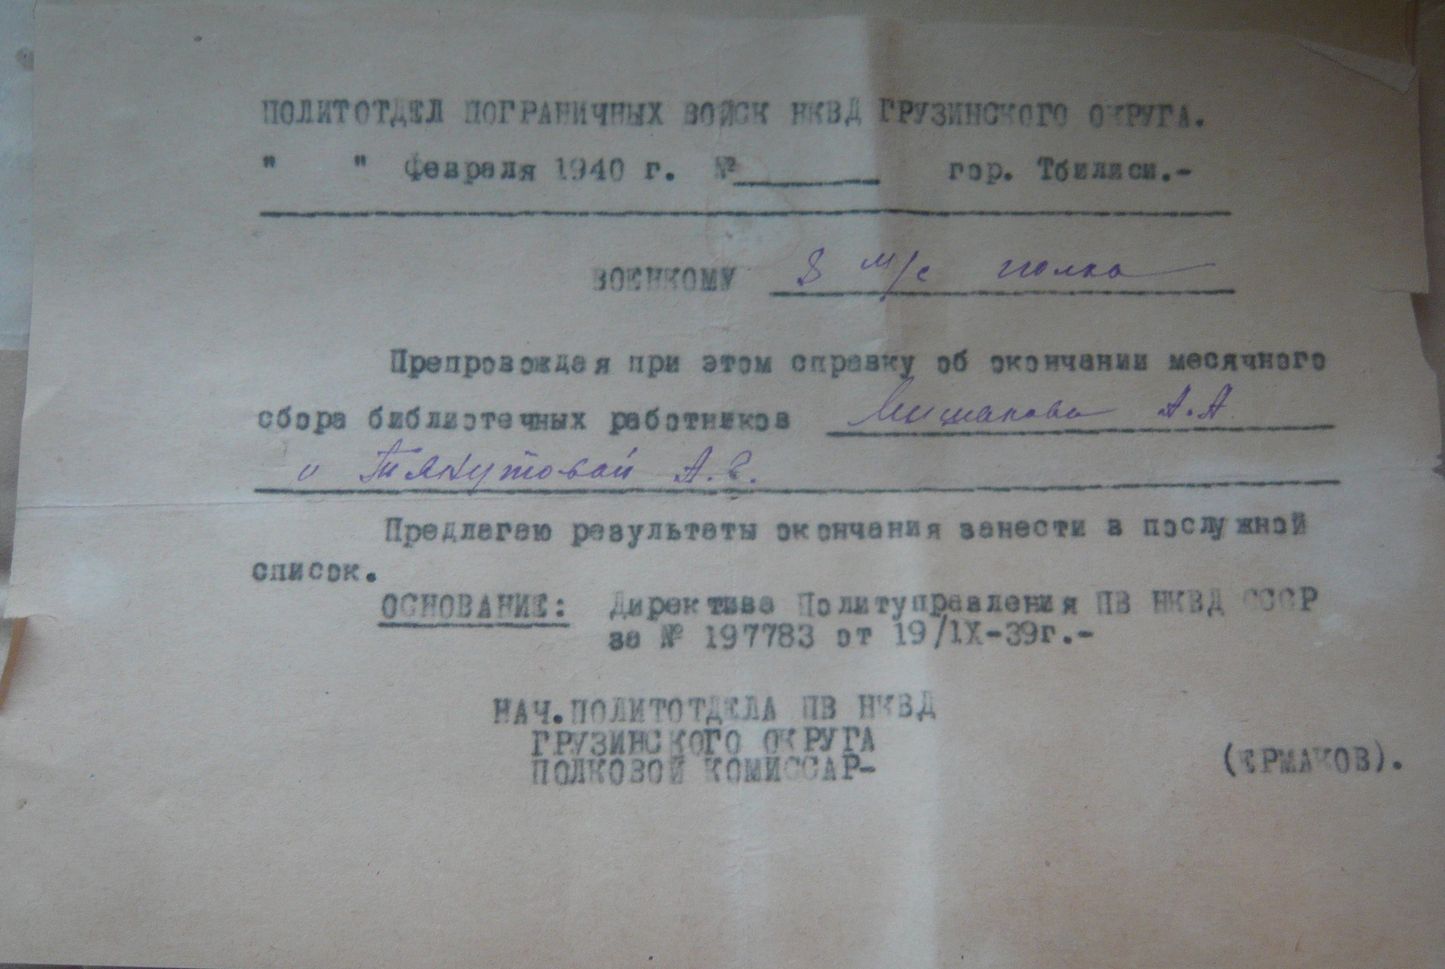 ПОЛИТОТДЕЛ ПОГРАНИЧНЫХ ВОЙСК НКВД ГРУЗИНСКОГО ОКРУГА.
"    " Февраля 1940 г. №________ гор. Тбилиси.-
ВОЕНКОМУ 8 м/с полка
Препровождая при этом справку об окончании месячного
сбора библиотечных работников А.А
и А.
Предлагаю результаты окончания занести в послужной
список.
ОСНОВАНИЕ: Директива Политуправления ПВ НКВД СССР
за № 197783 от 19/IX-39г.-
НАЧ.ПОЛИТОТДЕЛА ПВ НКВД
ГРУЗИНСКОГО ОКРУГА
ПОЛКОВОЙ КОМИССАР- (ЕРМАКОВ).